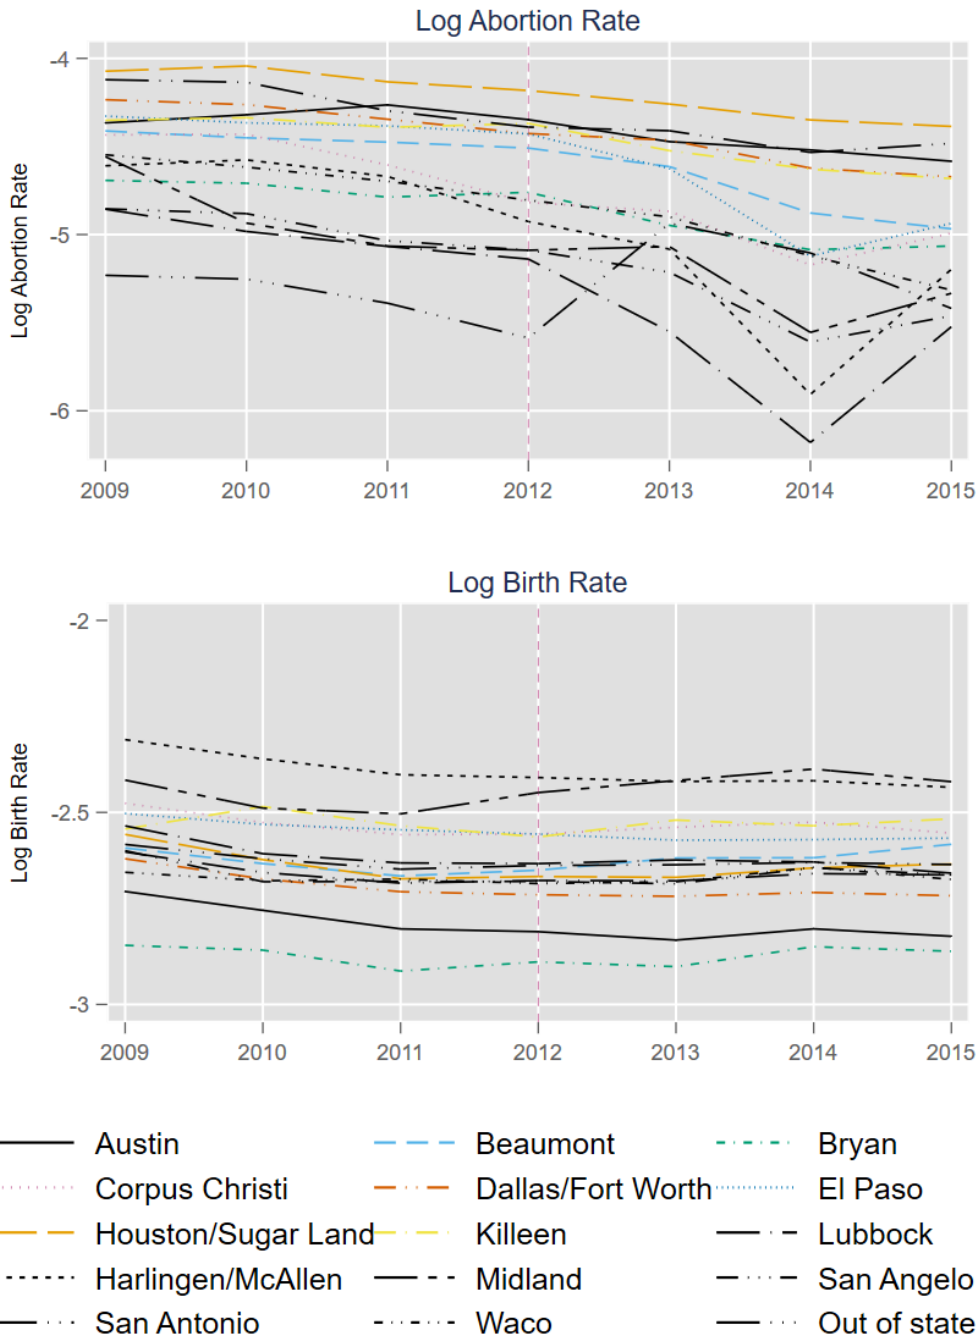 Log Abortion Rate
-4
-5
-6
Log Abortion Rate
2009 2010 2011 2012 2013 2014 2015
Log Birth Rate
-2
-2.5
-3
Log Birth Rate
2009 2010 2011 2012 2013 2014 2015
Austin Beaumont Bryan
Corpus Christi Dallas/Fort Worth El Paso
Houston/Sugar Land Killeen Lubbock
Harlingen/McAllen Midland San Angelo
San Antonio Waco Out of state